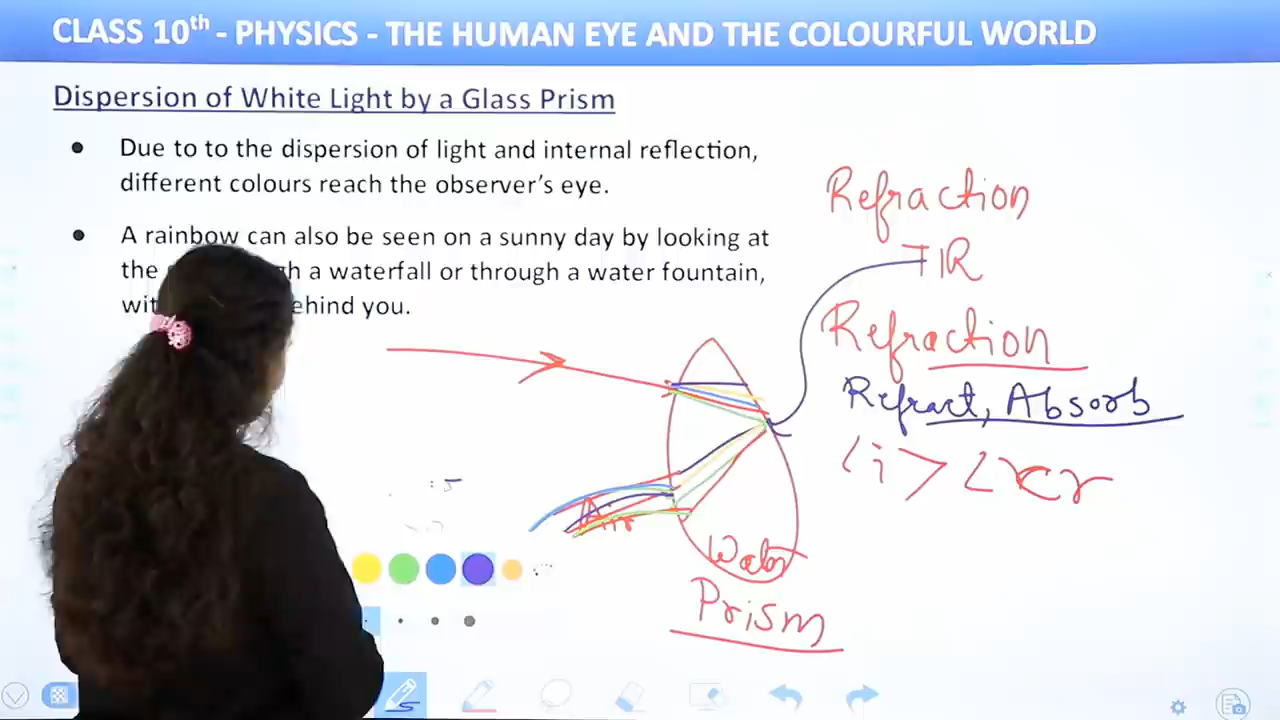 CLASS 10th - PHYSICS - THE HUMAN EYE AND THE COLOURFUL WORLD
Dispersion of White Light by a Glass Prism
• Due to to the dispersion of light and internal reflection,
different colours reach the observer's eye.
• A rainbow can also be seen on a sunny day by looking at
the a waterfall or through a water fountain,
behind you.
Refraction
TIR
Refraction
Refract, Absorb
<i > <
Air
Water
Prism